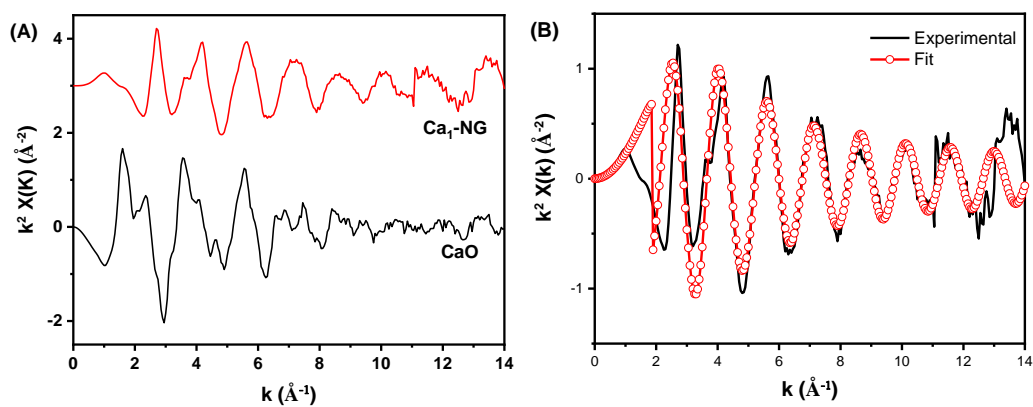 (A)
k² X(K) (Å⁻²)
4
2
0
-2
Ca₁-NG
CaO
0 2 4 6 8 10 12 14
k (Å⁻¹)
(B)
k² X(k) (Å⁻²)
1
0
-1
Experimental
Fit
0 2 4 6 8 10 12 14
k (Å⁻¹)